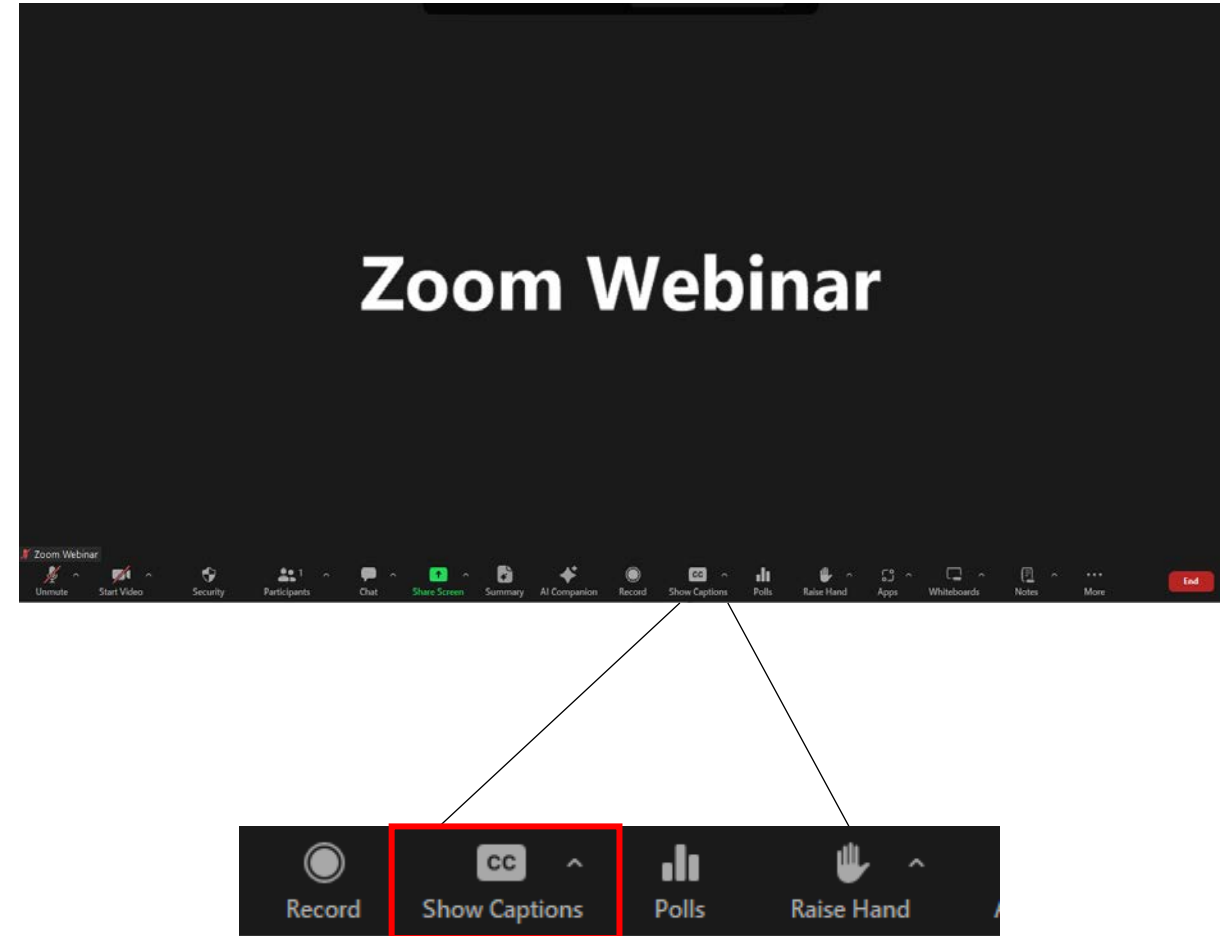 Zoom Webinar
Zoom Webinar
1
Unmute Start Video Security Participants Chat Share Screen Summary AI Companion Record CC Show Captions Polls Raise Hand Apps Whiteboards Notes More End
CC
Record Show Captions Polls Raise Hand